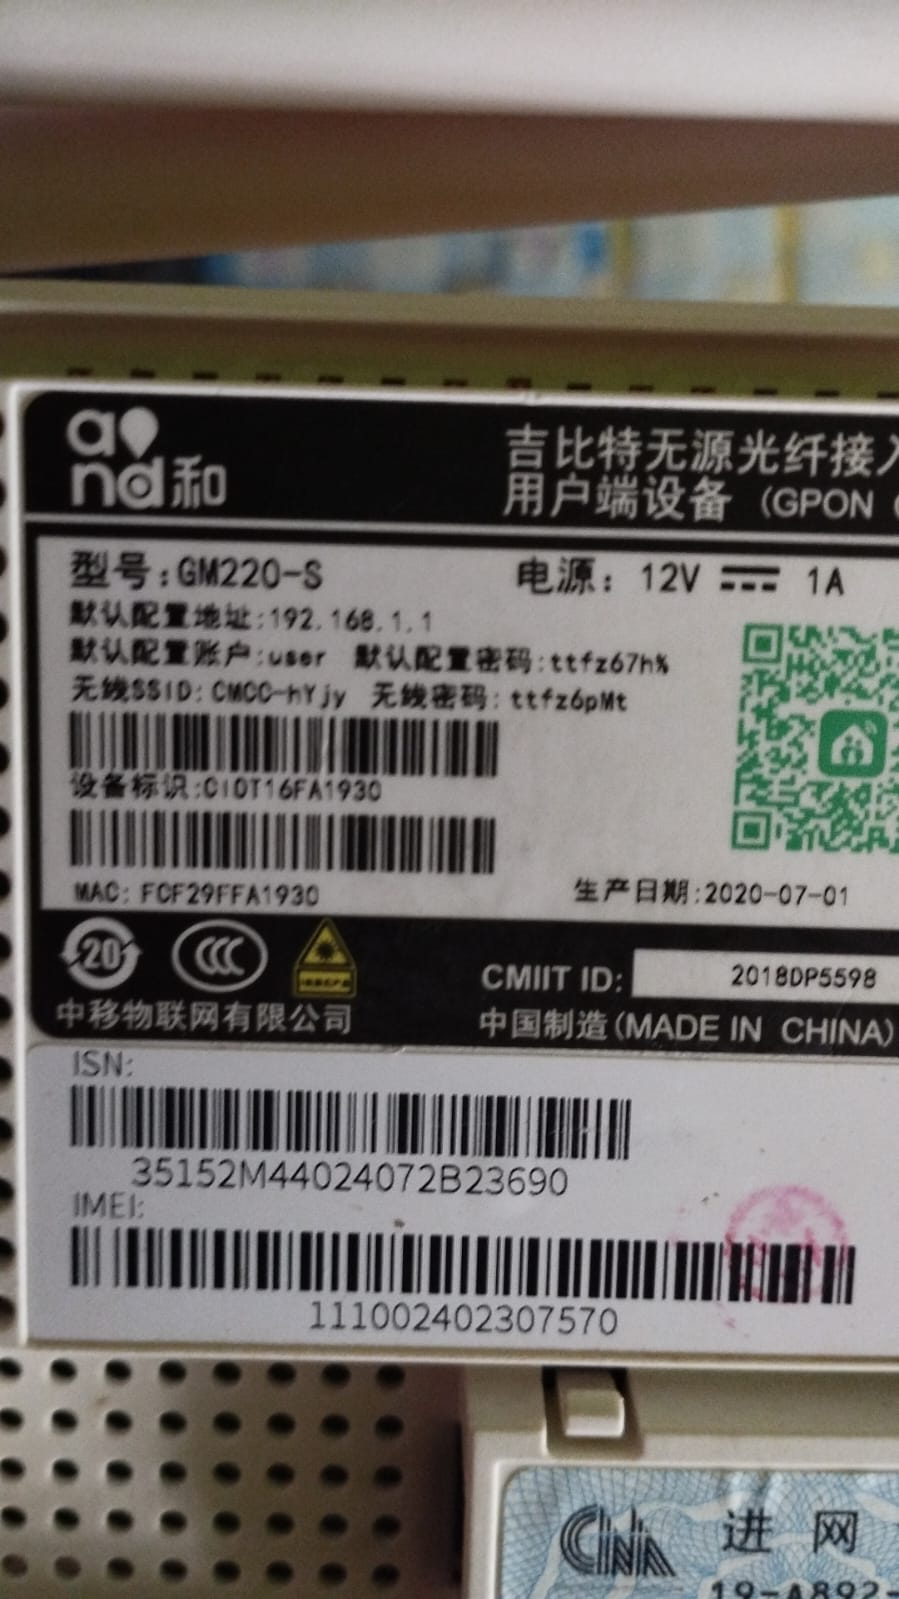 and和
吉比特无源光纤接入
用户端设备 (GPON
型号:GM220-S 电源: 12V 1A
默认配置地址:192.168.1.1
默认配置账户:user 默认配置密码:ttfz67h%
无线SSID: CMCC-hYjy 无线密码: ttfz6pMt
设备标识:CIOT16FA1930
MAC: FCF29FFA1930 生产日期:2020-07-01
20 CCC
CMIIT ID: 2018DP5598
中移物联网有限公司 中国制造(MADE IN CHINA)
ISN:
35152M44024072B23690
IMEI:
111002402307570
CNA 进网
19-A892-